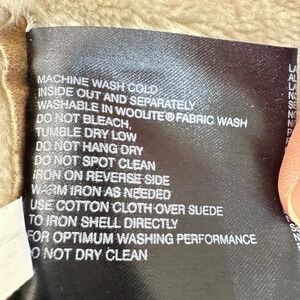 MACHINE WASH COLD
INSIDE OUT AND SEPARATELY
WASHABLE IN WOOLITE®FABRIC WASH
DO NOT BLEACH,
TUMBLE DRY LOW
DO NOT HANG DRY
DO NOT SPOT CLEAN
IRON ON REVERSE SIDE
WARM IRON AS NEEDED
USE COTTON CLOTH OVER SUEDE
TO IRON SHELL DIRECTLY
FOR OPTIMUM WASHING PERFORMANCE
DO NOT DRY CLEAN